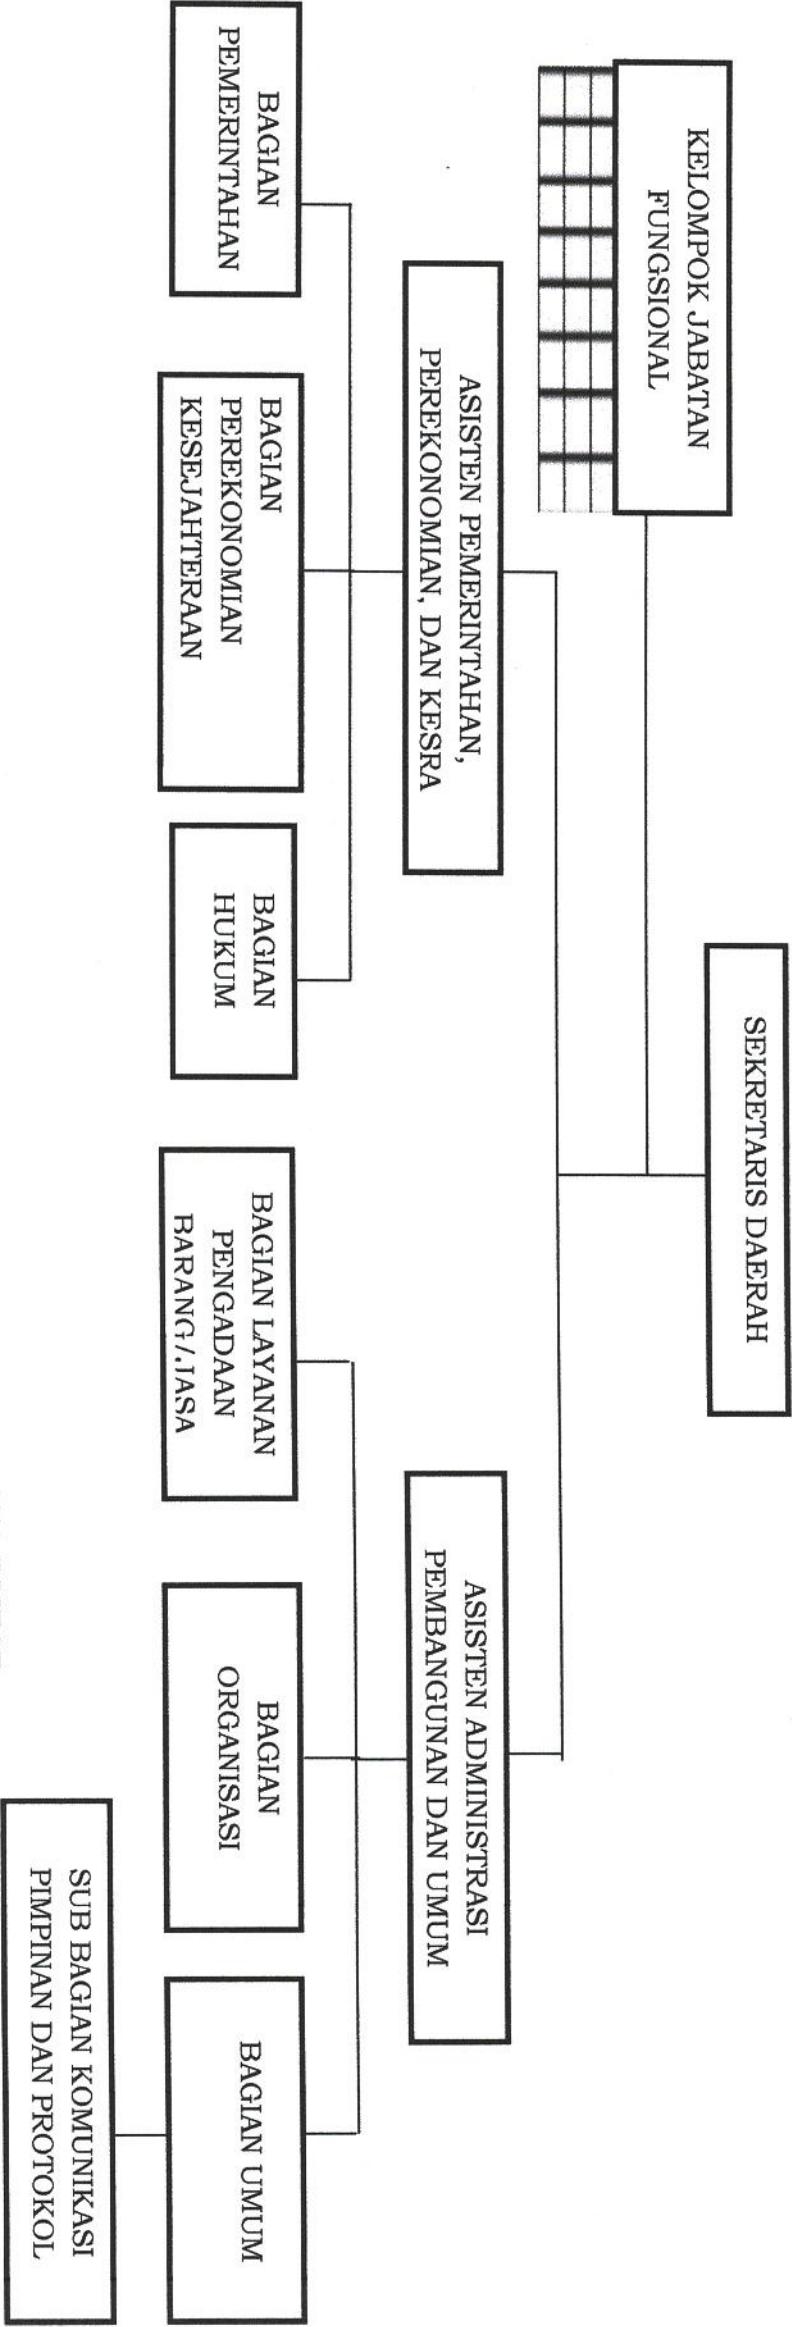 SEKRETARIS DAERAH
KELOMPOK JABATAN
FUNGSIONAL
ASISTEN PEMERINTAHAN,
PEREKONOMIAN, DAN KESRA
ASISTEN ADMINISTRASI
PEMBANGUNAN DAN UMUM
BAGIAN
PEMERINTAHAN
BAGIAN
PEREKONOMIAN
KESEJAHTERAAN
BAGIAN
HUKUM
BAGIAN LAYANAN
PENGADAAN
BARANG/JASA
BAGIAN
ORGANISASI
BAGIAN UMUM
SUB BAGIAN KOMUNIKASI
PIMPINAN DAN PROTOKOL